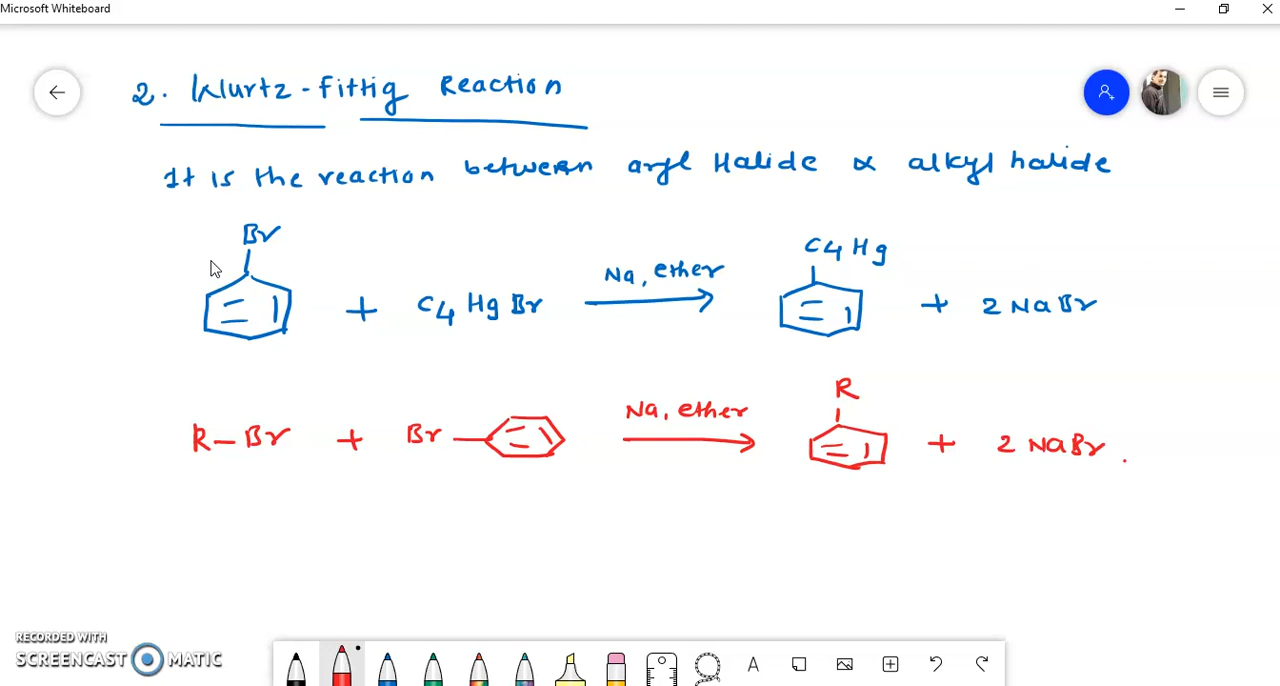 Microsoft Whiteboard
2. Wurtz-Fittig Reaction
It is the reaction between aryl Halide & alkyl halide
Br
C4H9
Na, ether
+ C4H9Br
+ 2NaBr
R
Na, ether
R-Br + Br
+ 2NaBr.
RECORDED WITH
SCREENCAST MATIC
A